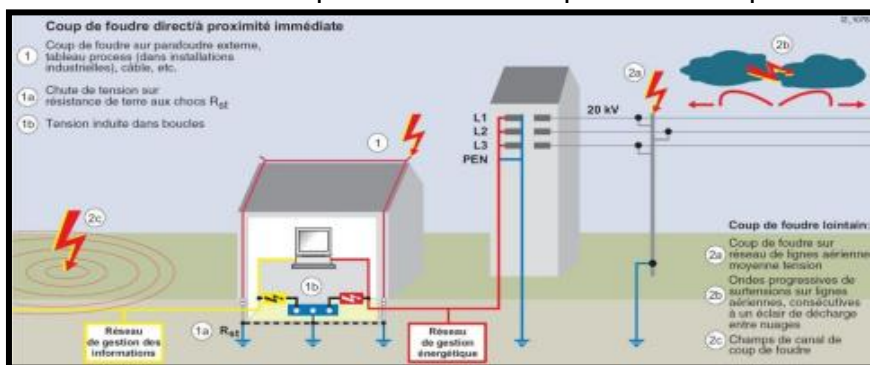 Coup de foudre direct/à proximité immédiate
1
Coup de foudre sur parafoudre externe,
tableau process (dans installations
industrielles), câble, etc.
1a
Chute de tension sur
résistance de terre aux chocs Rst
1b
Tension induite dans boucles
2b
2a
20 kV
L1
L2
L3
PEN
1
2c
1b
1a
Rst
Réseau
de gestion des
informations
Réseau
de gestion
énergétique
Coup de foudre lointain:
2a
Coup de foudre sur
réseau de lignes aérienne
moyenne tension
2b
Ondes progressives de
surtensions sur lignes
aériennes, consécutives
à un éclair de décharge
entre nuages
2c
Champs de canal de
coup de foudre